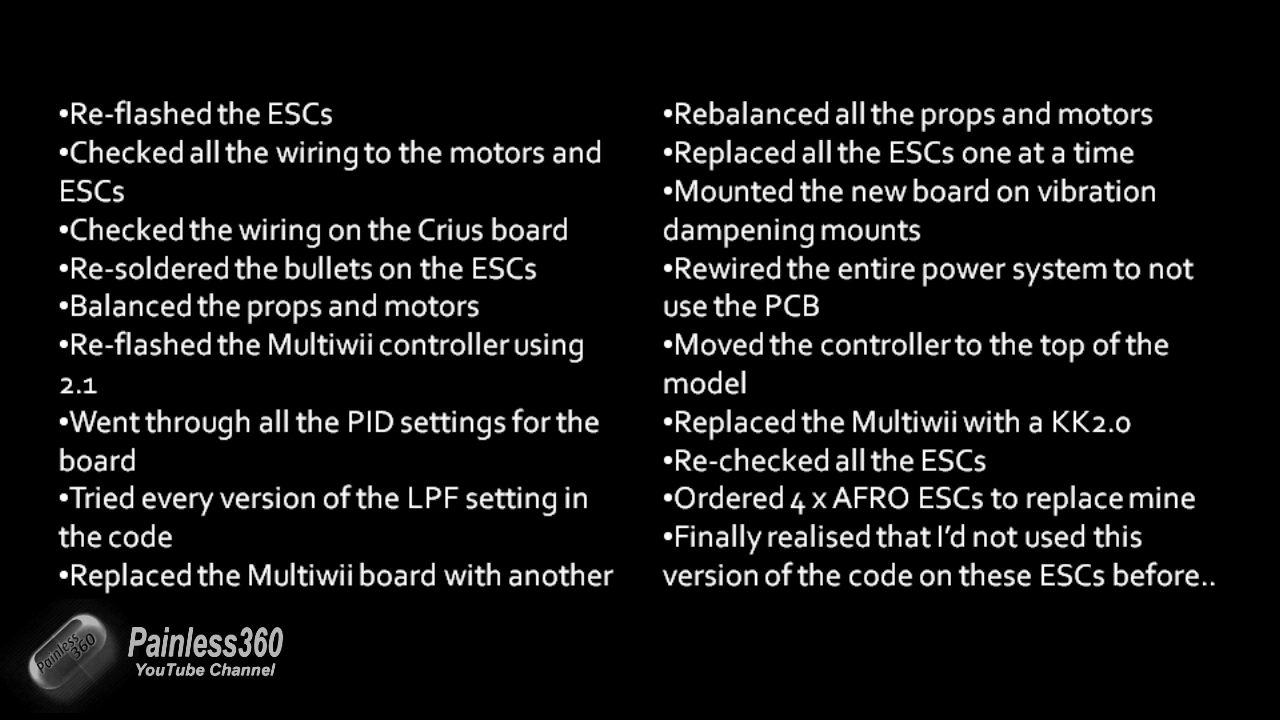 •Re-flashed the ESCs
•Checked all the wiring to the motors and
ESCs
•Checked the wiring on the Crius board
•Re-soldered the bullets on the ESCs
•Balanced the props and motors
•Re-flashed the Multiwii controller using
2.1
•Went through all the PID settings for the
board
•Tried every version of the LPF setting in
the code
•Replaced the Multiwii board with another
•Rebalanced all the props and motors
•Replaced all the ESCs one at a time
•Mounted the new board on vibration
dampening mounts
•Rewired the entire power system to not
use the PCB
•Moved the controller to the top of the
model
•Replaced the Multiwii with a KK2.0
•Re-checked all the ESCs
•Ordered 4 x AFRO ESCs to replace mine
•Finally realised that I'd not used this
version of the code on these ESCs before..
Painless
360
Painless360
YouTube Channel